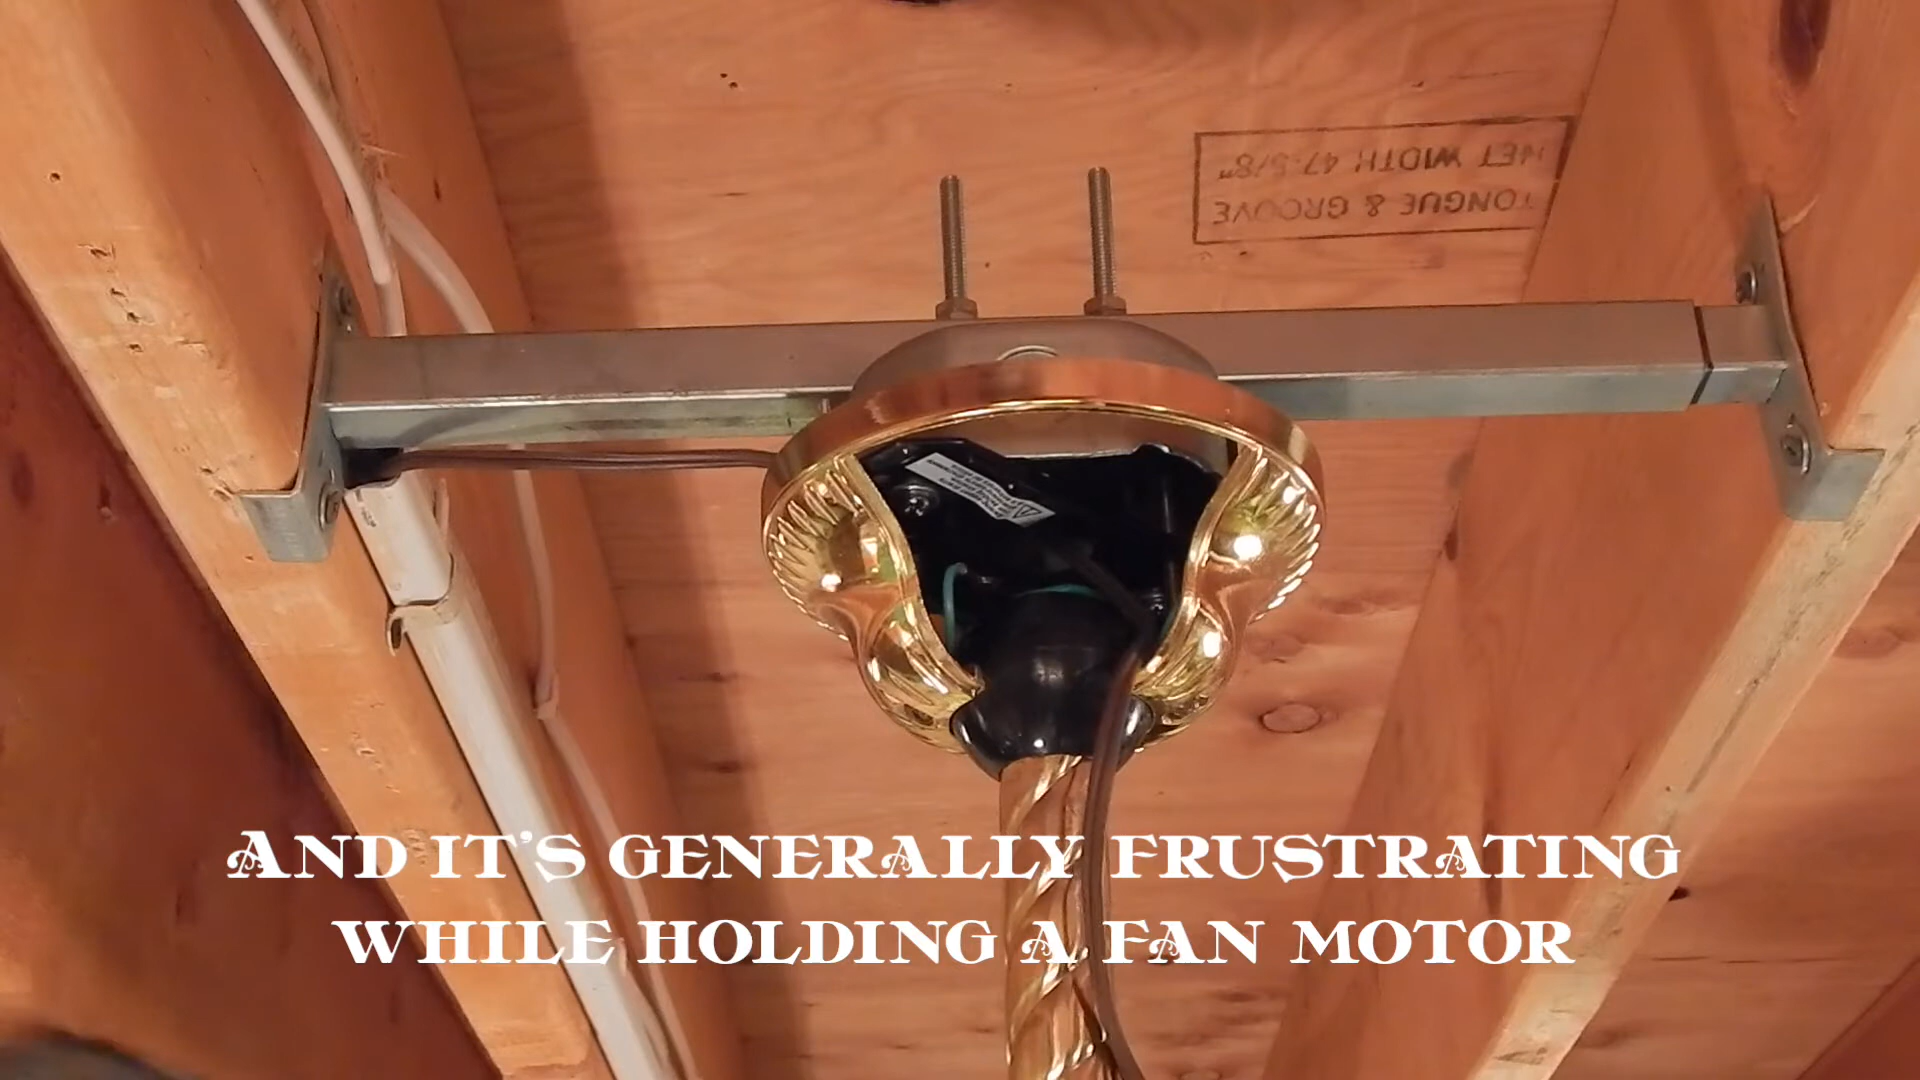 TONGUE & GROOVE
NET WIDTH 47-5/8"
AND IT'S GENERALLY FRUSTRATING
WHILE HOLDING A FAN MOTOR